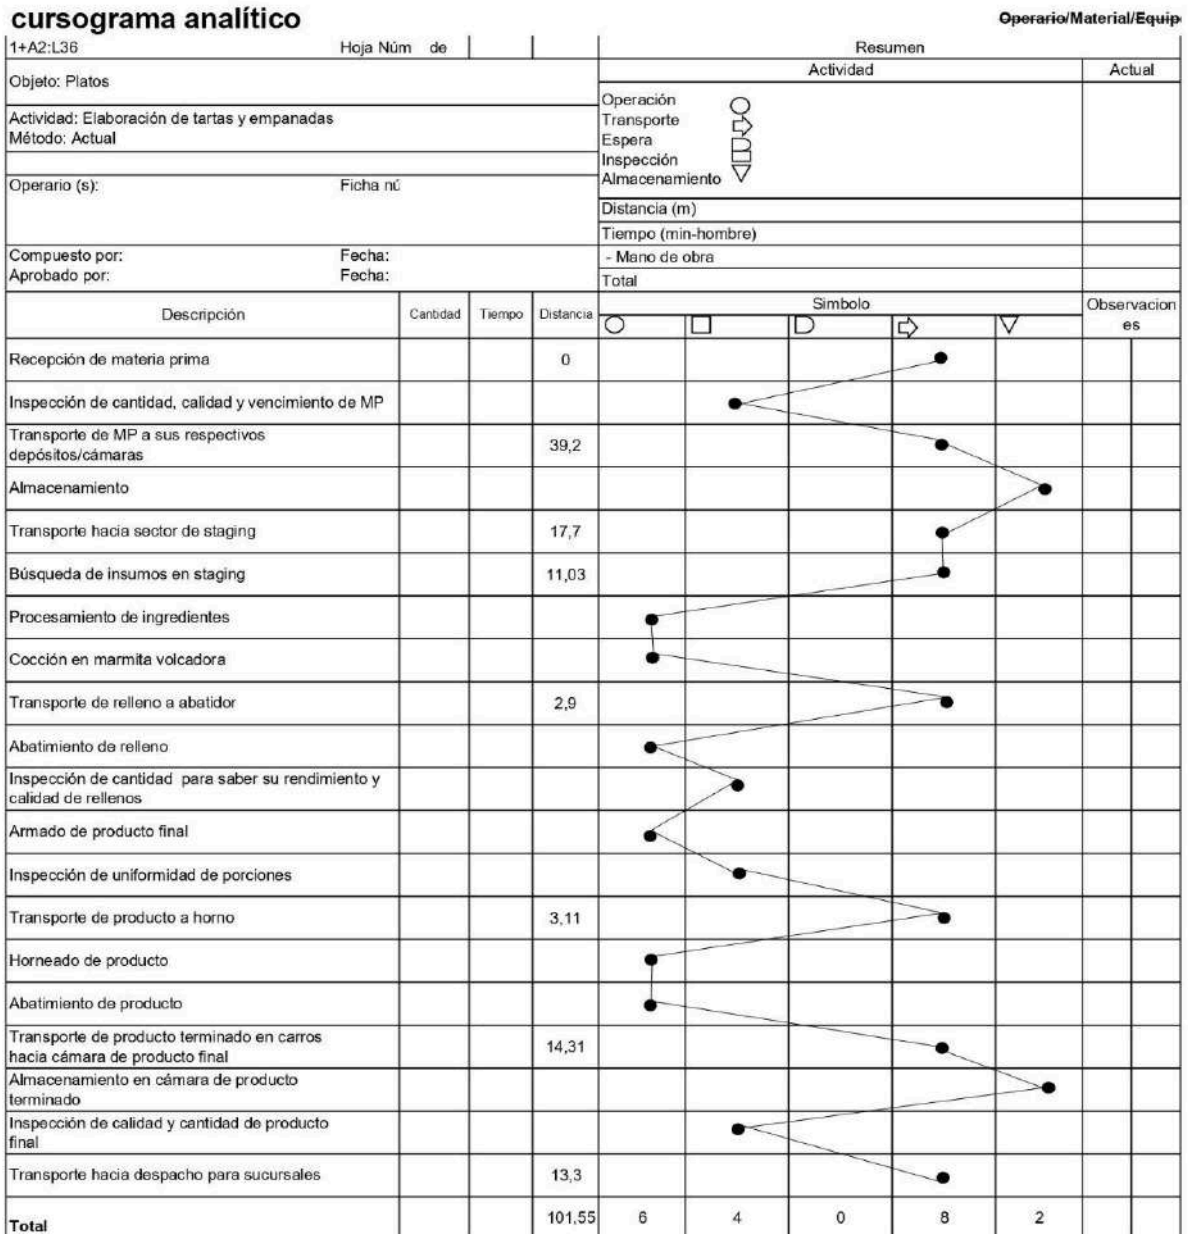 cursograma analítico
Operario/Material/Equip
1+A2:L36 Hoja Núm de
Resumen
Objeto: Platos
Actividad Actual
Actividad: Elaboración de tartas y empanadas
Método: Actual
Operación
Transporte
Espera
Inspección
Almacenamiento
Operario (s): Ficha nú
Distancia (m)
Tiempo (min-hombre)
Compuesto por: Fecha:
- Mano de obra
Aprobado por: Fecha:
Total
Descripción Cantidad Tiempo Distancia Simbolo Observacion
es
Recepción de materia prima 0
Inspección de cantidad, calidad y vencimiento de MP
Transporte de MP a sus respectivos
depósitos/cámaras 39,2
Almacenamiento
Transporte hacia sector de staging 17,7
Búsqueda de insumos en staging 11,03
Procesamiento de ingredientes
Cocción en marmita volcadora
Transporte de relleno a abatidor 2,9
Abatimiento de relleno
Inspección de cantidad para saber su rendimiento y
calidad de rellenos
Armado de producto final
Inspección de uniformidad de porciones
Transporte de producto a horno 3,11
Horneado de producto
Abatimiento de producto
Transporte de producto terminado en carros
hacia cámara de producto final 14,31
Almacenamiento en cámara de producto
terminado
Inspección de calidad y cantidad de producto
final
Transporte hacia despacho para sucursales 13,3
Total 101,55 6 4 0 8 2